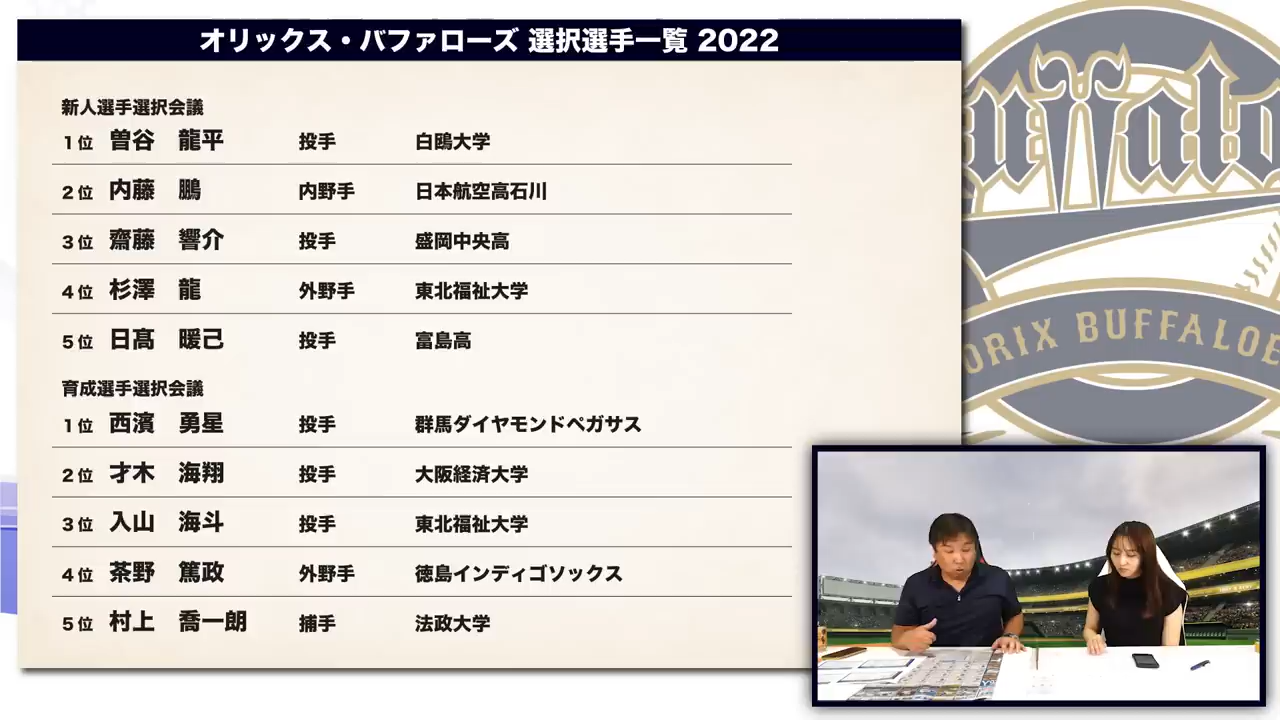 オリックス・バファローズ 選択選手一覧 2022
新人選手選択会議
1位 曽谷 龍平 投手 白鷗大学
2位 内藤 鵬 内野手 日本航空高石川
3位 齋藤 響介 投手 盛岡中央高
4位 杉澤 龍 外野手 東北福祉大学
5位 日髙 暖己 投手 富島高
育成選手選択会議
1位 西濱 勇星 投手 群馬ダイヤモンドペガサス
2位 才木 海翔 投手 大阪経済大学
3位 入山 海斗 投手 東北福祉大学
4位 茶野 篤政 外野手 徳島インディゴソックス
5位 村上 喬一朗 捕手 法政大学
Buffalo
ORIX BUFFALOE